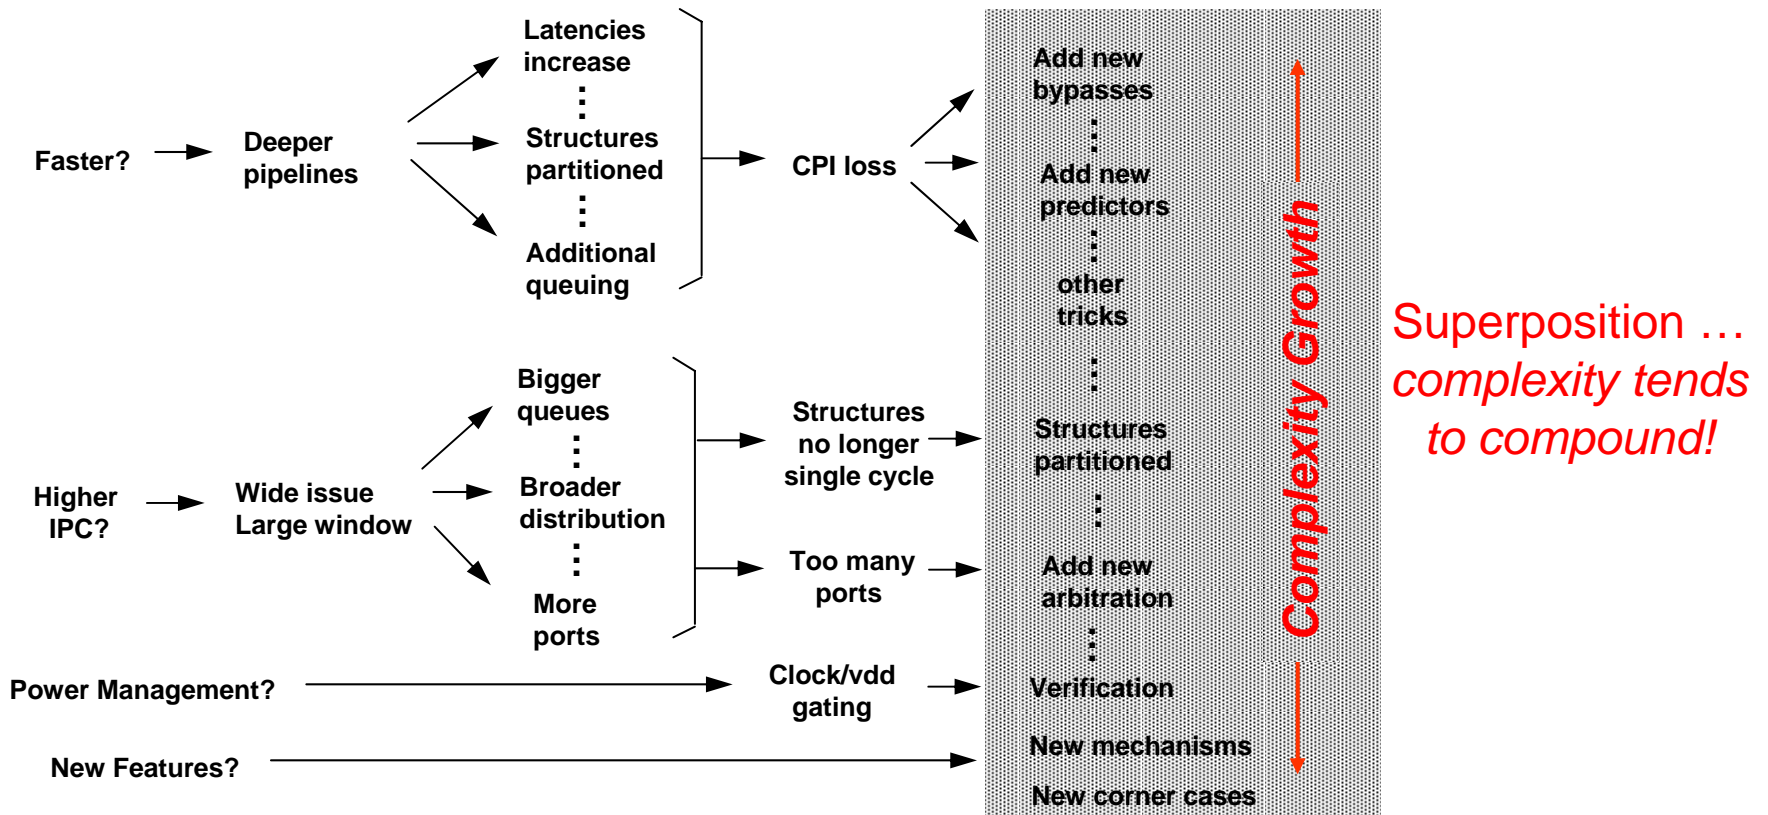 Faster?
Deeper
pipelines
Latencies
increase
Structures
partitioned
Additional
queuing
CPI loss
Add new
bypasses
Add new
predictors
other
tricks
Higher
IPC?
Wide issue
Large window
Bigger
queues
Broader
distribution
More
ports
Structures
no longer
single cycle
Too many
ports
Structures
partitioned
Add new
arbitration
Power Management?
Clock/vdd
gating
Verification
New Features?
New mechanisms
New corner cases
Complexity Growth
Superposition …
complexity tends
to compound!